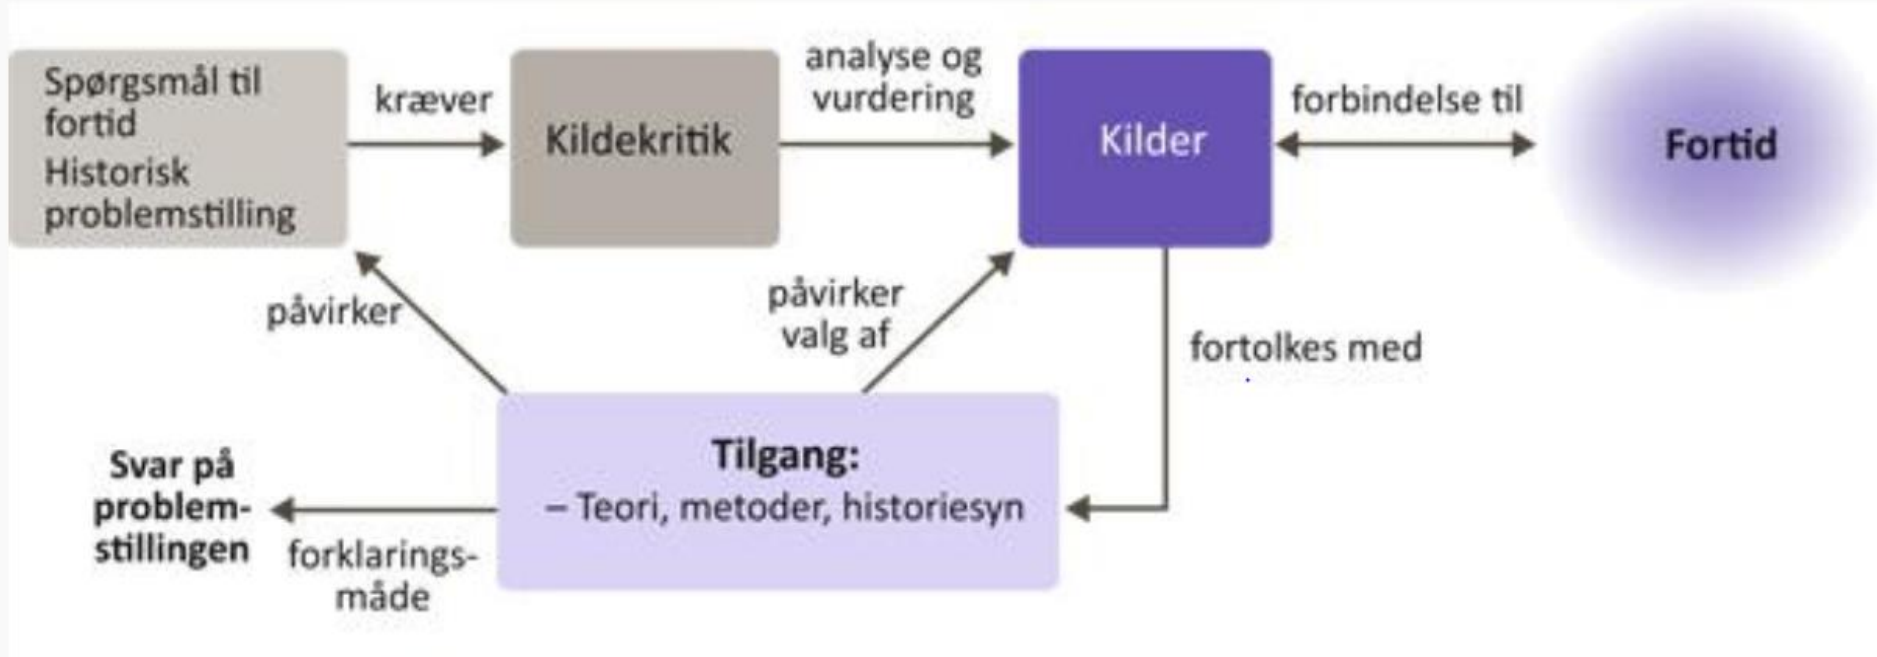 Spørgsmål til
fortid
Historisk
problemstilling
kræver
Kildekritik
analyse og
vurdering
Kilder
forbindelse til
Fortid
påvirker
påvirker
valg af
fortolkes med
Tilgang:
– Teori, metoder, historiesyn
Svar på
problem-
stillingen
forklarings-
måde